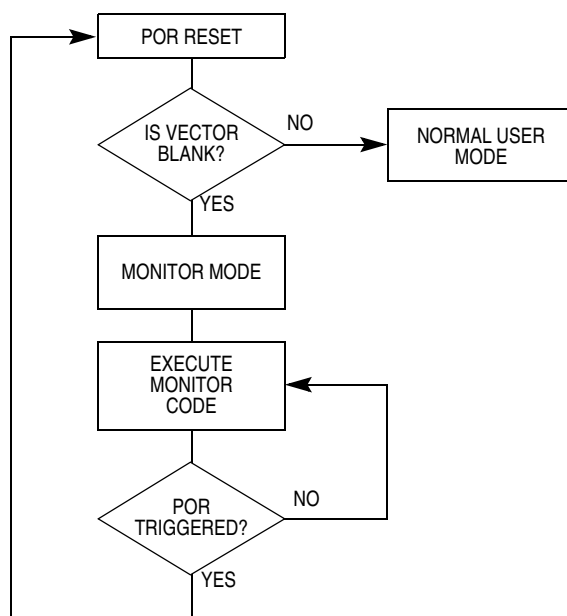 POR RESET
IS VECTOR
BLANK?
NO
NORMAL USER
MODE
YES
MONITOR MODE
EXECUTE
MONITOR
CODE
POR
TRIGGERED?
NO
YES